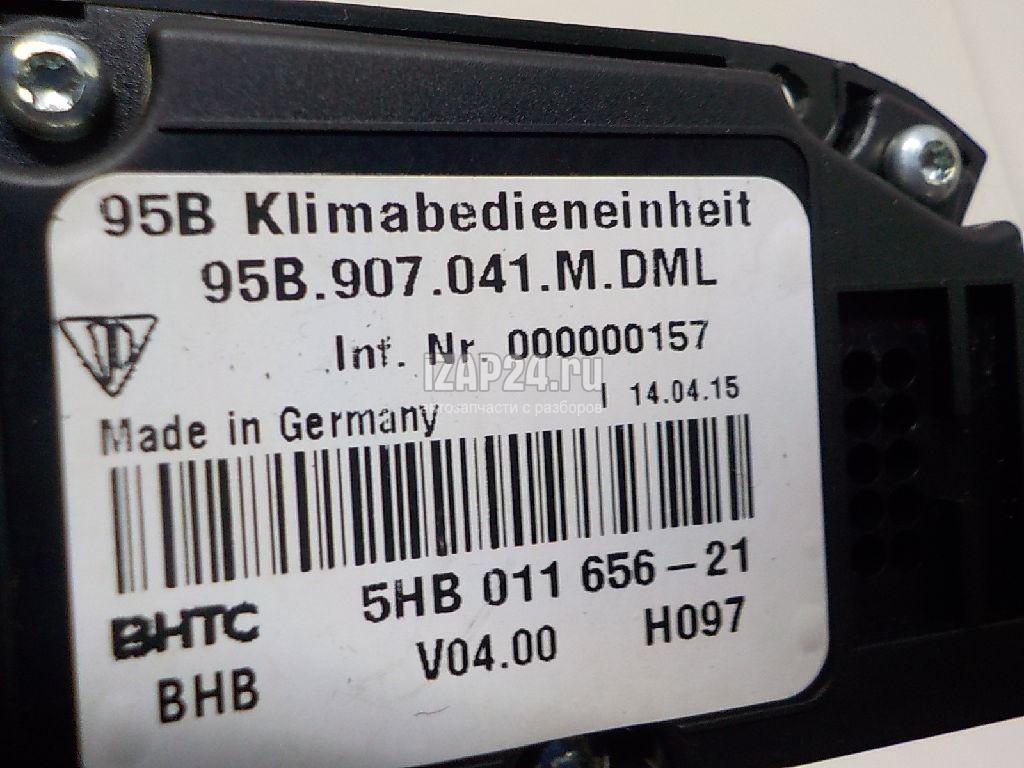 95B Klimabedieneinheit
95B.907.041.M.DML
Int. Nr. 000000157
IZAP24.ru
автозапчасти с разборов
| 14.04.15
Made in Germany
5HB 011 656-21
BHTC
V04.00 H097
BHB